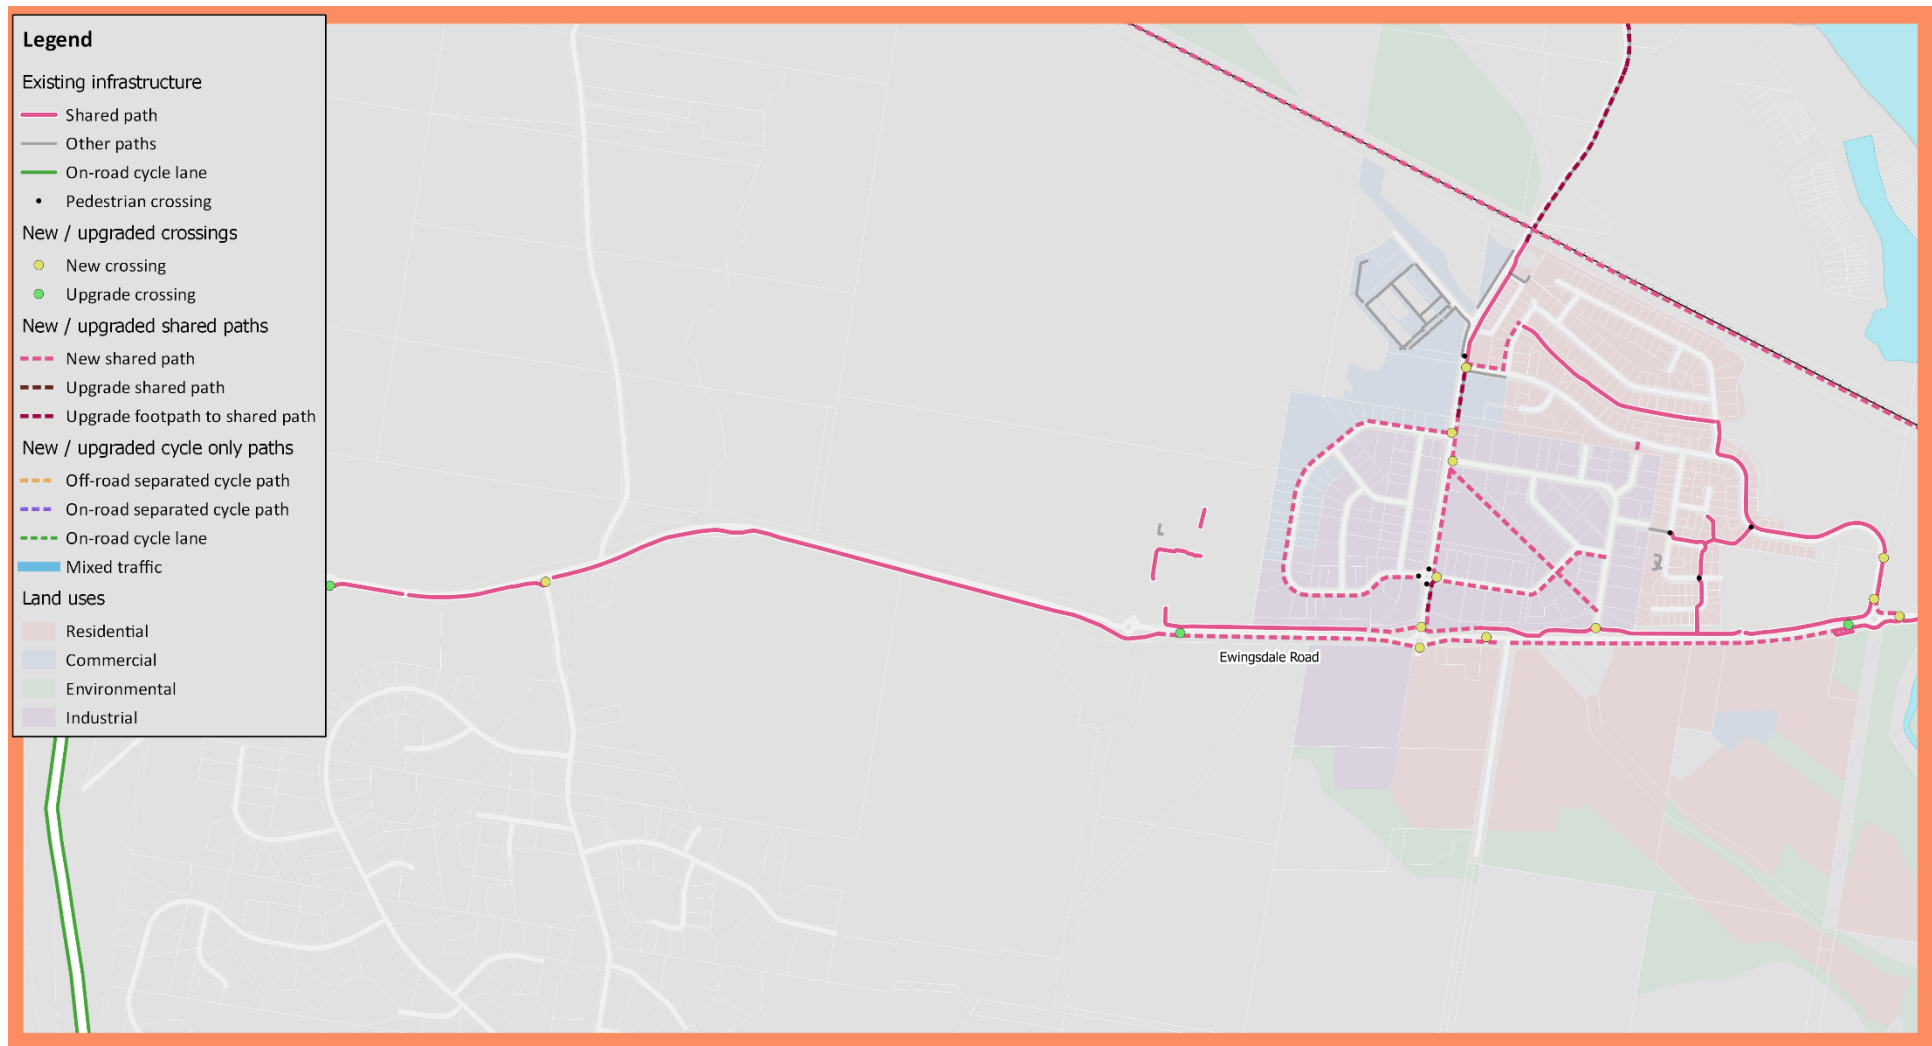 Legend
Existing infrastructure
Shared path
Other paths
On-road cycle lane
Pedestrian crossing
New / upgraded crossings
New crossing
Upgrade crossing
New / upgraded shared paths
New shared path
Upgrade shared path
Upgrade footpath to shared path
New / upgraded cycle only paths
Off-road separated cycle path
On-road separated cycle path
On-road cycle lane
Mixed traffic
Land uses
Residential
Commercial
Environmental
Industrial
Ewingsdale Road